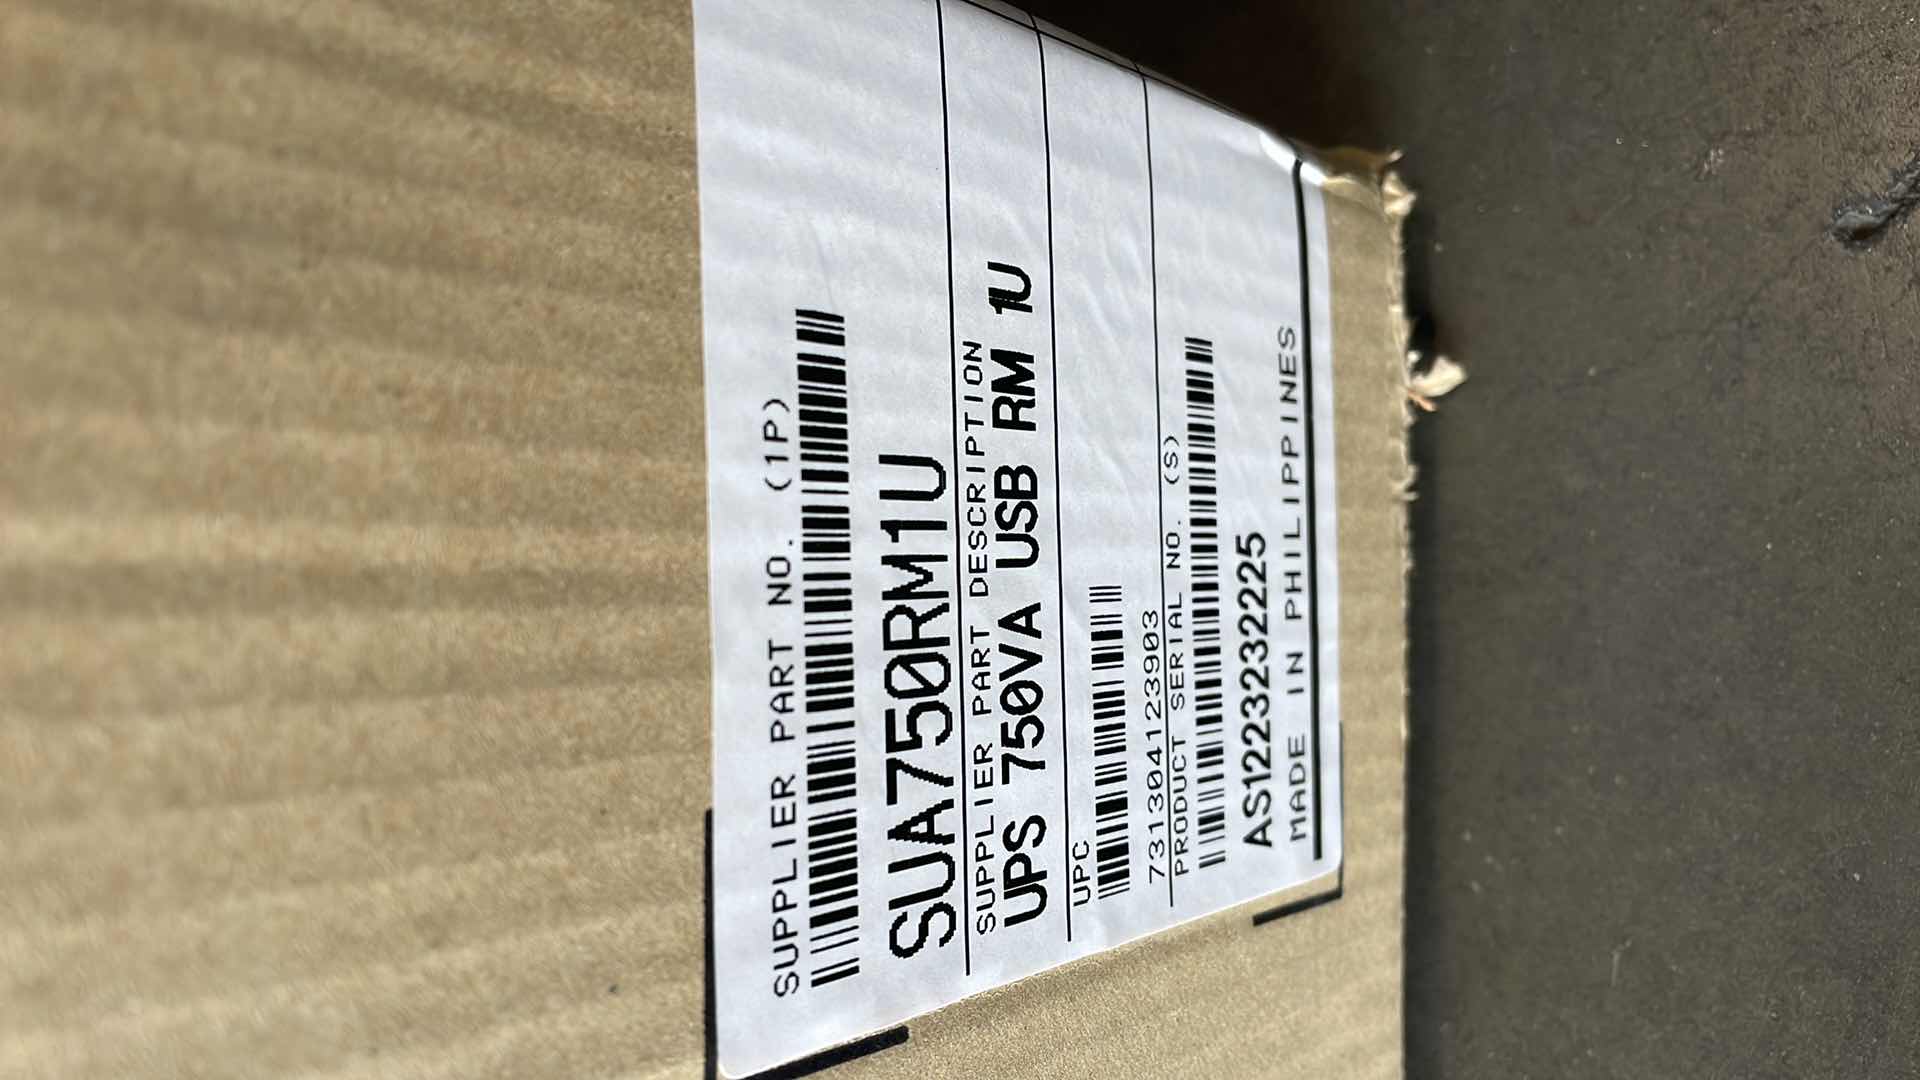 SUPPLIER PART NO. (1P)
SUA750RM1U
SUPPLIER PART DESCRIPTION
UPS 750VA USB RM 1U
UPC
731304123903
PRODUCT SERIAL NO. (S)
AS1223232225
MADE IN PHILIPPINES